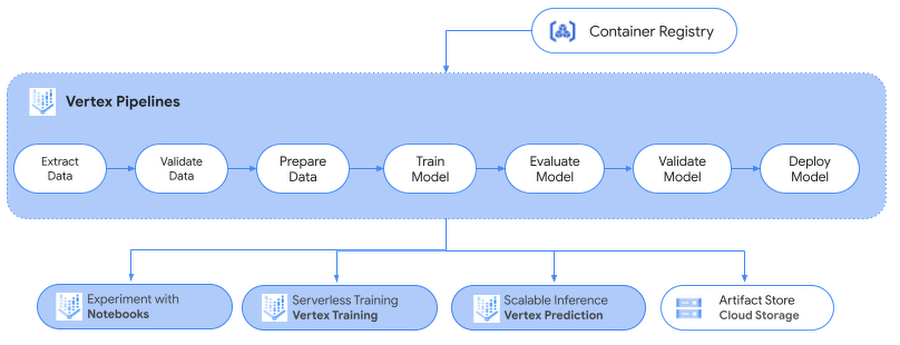 Container Registry
Vertex Pipelines
Extract
Data
Validate
Data
Prepare
Data
Train
Model
Evaluate
Model
Validate
Model
Deploy
Model
Experiment with
Notebooks
Serverless Training
Vertex Training
Scalable Inference
Vertex Prediction
Artifact Store
Cloud Storage